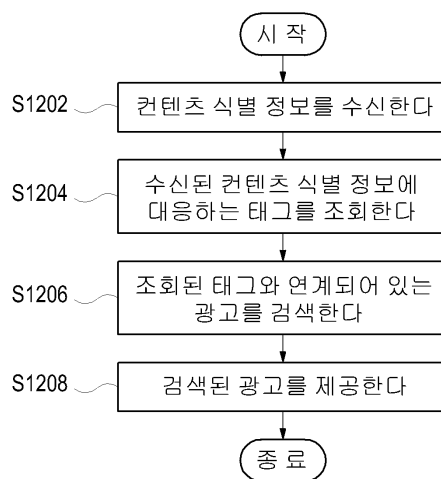 시 작
S1202
컨텐츠 식별 정보를 수신한다
S1204
수신된 컨텐츠 식별 정보에
대응하는 태그를 조회한다
S1206
조회된 태그와 연계되어 있는
광고를 검색한다
S1208
검색된 광고를 제공한다
종 료